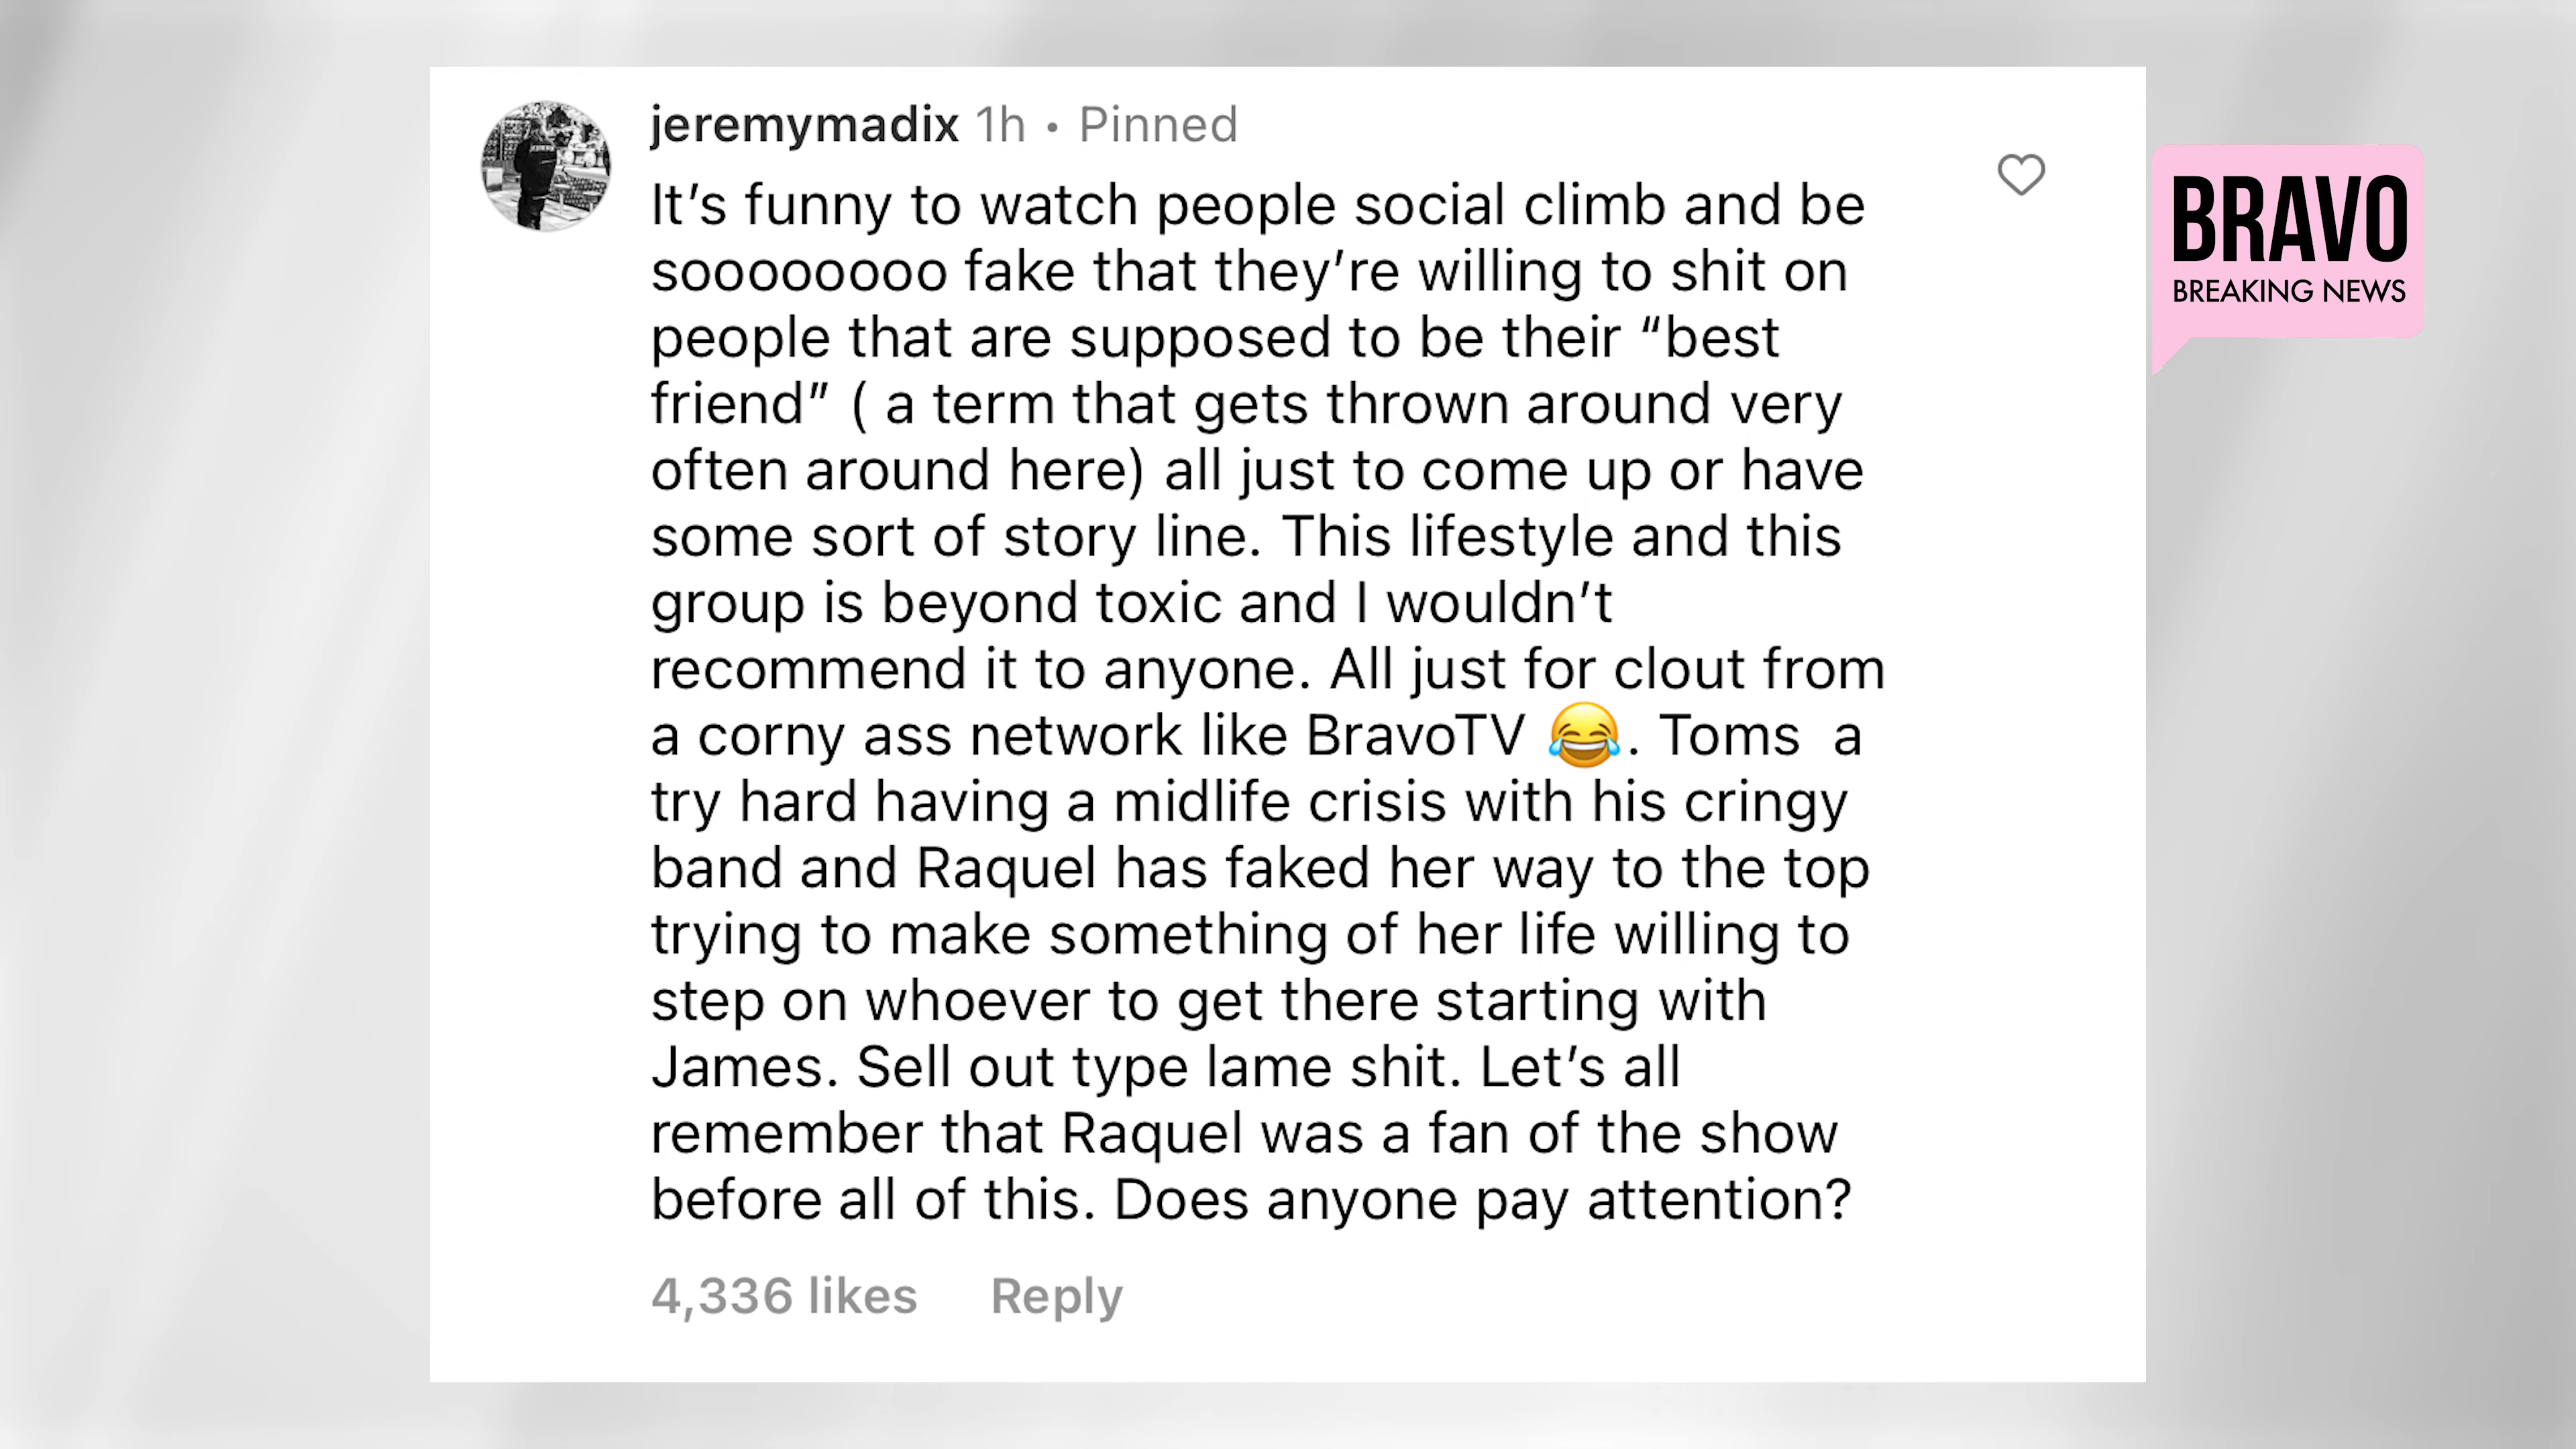 jeremymadix 1h • Pinned
It’s funny to watch people social climb and be
soooooooo fake that they’re willing to shit on
people that are supposed to be their “best
friend” ( a term that gets thrown around very
often around here) all just to come up or have
some sort of story line. This lifestyle and this
group is beyond toxic and I wouldn’t
recommend it to anyone. All just for clout from
a corny ass network like BravoTV 😂. Toms  a
try hard having a midlife crisis with his cringy
band and Raquel has faked her way to the top
trying to make something of her life willing to
step on whoever to get there starting with
James. Sell out type lame shit. Let’s all
remember that Raquel was a fan of the show
before all of this. Does anyone pay attention?
4,336 likes Reply
BRAVO
BREAKING NEWS